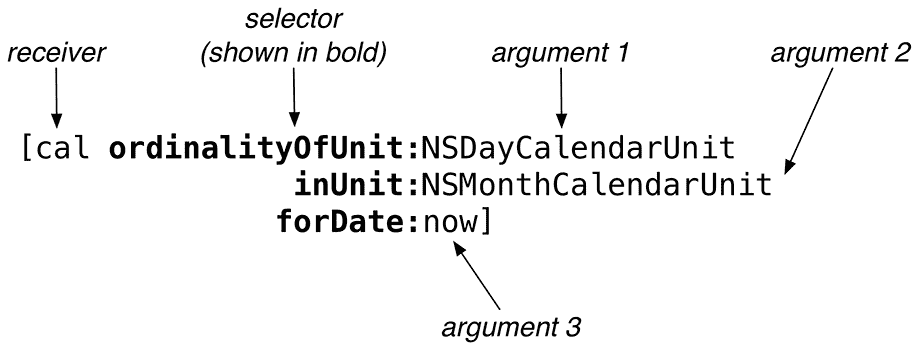 selector
receiver (shown in bold) argument 1 argument 2
[cal ordinalityOfUnit:NSDayCalendarUnit
inUnit:NSMonthCalendarUnit
forDate:now]
argument 3